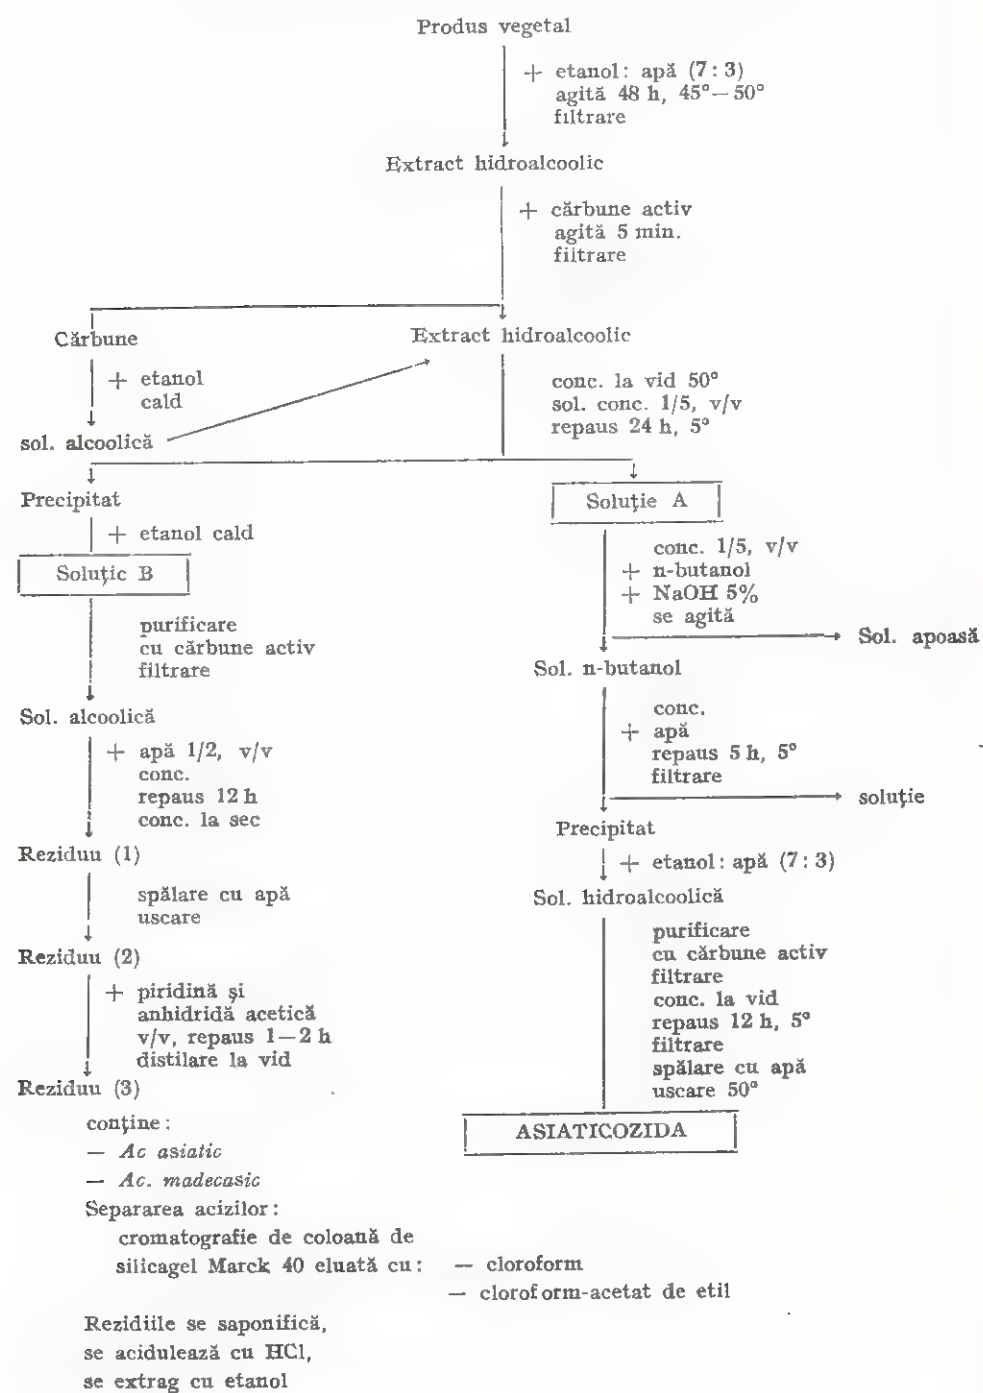 Produs vegetal
+ etanol: apă (7:3)
agită 48 h, 45°—50°
filtrare
Extract hidroalcoolic
+ cărbune activ
agită 5 min.
filtrare
Cărbune
+ etanol
cald
sol. alcoolică
Extract hidroalcoolic
conc. la vid 50°
sol. conc. 1/5, v/v
repaus 24 h, 5°
Precipitat
+ etanol cald
Soluție B
purificare
cu cărbune activ
filtrare
Sol. alcoolică
+ apă 1/2, v/v
conc.
repaus 12 h
conc. la sec
Reziduu (1)
spălare cu apă
uscare
Reziduu (2)
+ piridină și
anhidridă acetică
v/v, repaus 1—2 h
distilare la vid
Reziduu (3)
conține:
— Ac asiatic
— Ac. madecasic
Separarea acizilor:
cromatografie de coloană de
silicagel Marck 40 eluată cu: — cloroform
— cloroform-acetat de etil
Rezidiile se saponifică,
se acidulează cu HCl,
se extrag cu etanol
Soluție A
conc. 1/5, v/v
+ n-butanol
+ NaOH 5%
se agită
Sol. apoasă
Sol. n-butanol
conc.
+ apă
repaus 5 h, 5°
filtrare
soluție
Precipitat
+ etanol: apă (7:3)
Sol. hidroalcoolică
purificare
cu cărbune activ
filtrare
conc. la vid
repaus 12 h, 5°
filtrare
spălare cu apă
uscare 50°
ASIATICOZIDA